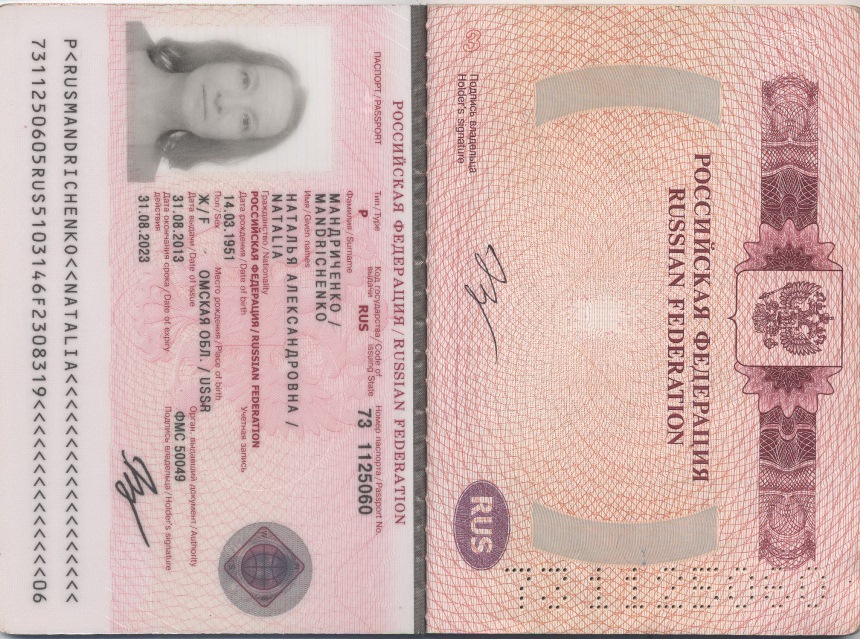 РОССИЙСКАЯ ФЕДЕРАЦИЯ
RUSSIAN FEDERATION
3
Подпись владельца
Holder's signature
RUS
73 1125060
РОССИЙСКАЯ ФЕДЕРАЦИЯ / RUSSIAN FEDERATION
ПАСПОРТ / PASSPORT
Тип / Type
Код государства / Code of
выдачи issuing State
Номер паспорта / Passport No.
P
RUS
73 1125060
Фамилия / Surname
МАНДРИЧЕНКО /
MANDRICHENKO
Имя / Given names
НАТАЛЬЯ АЛЕКСАНДРОВНА /
NATALIA
Гражданство / Nationality
РОССИЙСКАЯ ФЕДЕРАЦИЯ / RUSSIAN FEDERATION
Дата рождения / Date of birth
Учетная запись
14.03.1951
Пол / Sex
Место рождения / Place of birth
Ж / F
ОМСКАЯ ОБЛ. / USSR
Дата выдачи / Date of issue
Орган, выдавший документ / Authority
31.08.2013
ФМС 50049
Дата окончания срока / Date of expiry
действия
Подпись владельца / Holder's signature
31.08.2023
P<RUSMANDRICHENKO<<NATALIA<<<<<<<<<<<<<<<<<<
7311250605RUS5103146F2308319<<<<<<<<<<<<<<06